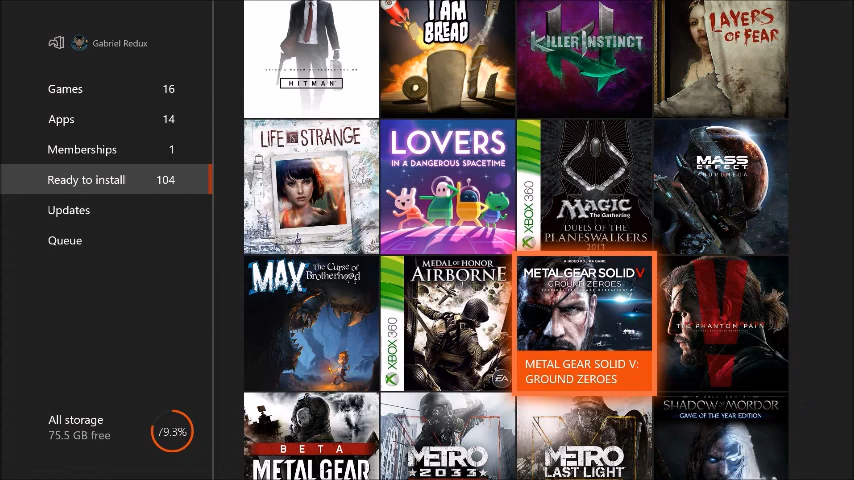 Gabriel Redux
Games 16
Apps 14
Memberships 1
Ready to install 104
Updates
Queue
All storage
75.5 GB free
79.3%
HITMAN
I AM
BREAD
KILLER INSTINCT
LAYERS
OF FEAR
LIFE IS STRANGE
LOVERS
IN A DANGEROUS SPACETIME
XBOX 360
MAGIC
The Gathering
DUELS OF THE
PLANESWALKERS
2013
MASS
EFFECT
ANDROMEDA
MAX The Curse of
Brotherhood
XBOX 360
MEDAL OF HONOR
AIRBORNE
EA
METAL GEAR SOLID V
GROUND ZEROES
METAL GEAR SOLID V:
GROUND ZEROES
THE PHANTOM PAIN
BETA
METAL GEAR
METRO
2033
METRO
LAST LIGHT
SHADOW OF MORDOR
GAME OF THE YEAR EDITION